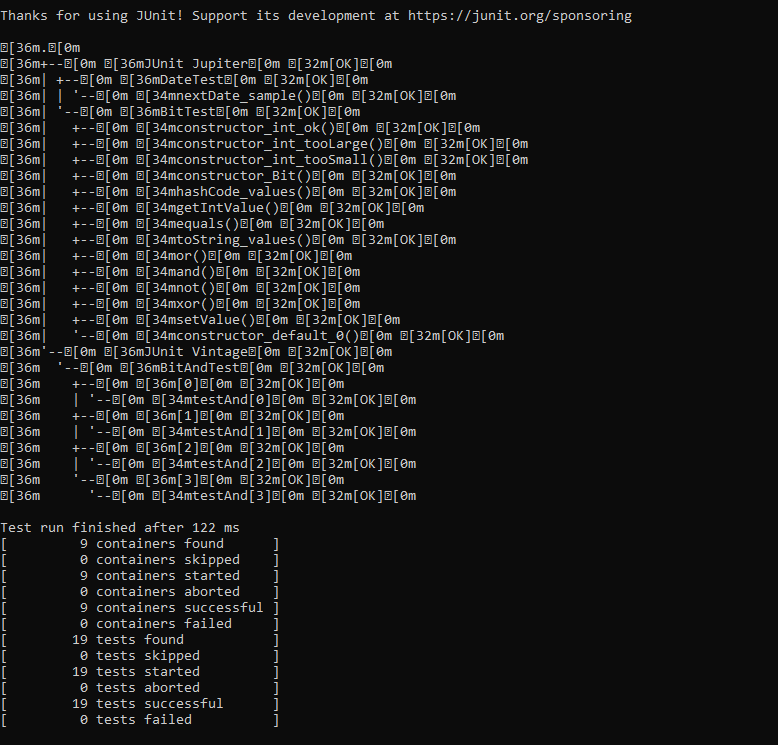 Thanks for using JUnit! Support its development at https://junit.org/sponsoring
�[36m.�[0m
�[36m+--�[0m �[36mJUnit Jupiter�[0m �[32m[OK]�[0m
�[36m| +--�[0m �[36mDateTest�[0m �[32m[OK]�[0m
�[36m| | '--�[0m �[34mnextDate_sample()�[0m �[32m[OK]�[0m
�[36m| '--�[0m �[36mBitTest�[0m �[32m[OK]�[0m
�[36m|   +--�[0m �[34mconstructor_int_ok()�[0m �[32m[OK]�[0m
�[36m|   +--�[0m �[34mconstructor_int_tooLarge()�[0m �[32m[OK]�[0m
�[36m|   +--�[0m �[34mconstructor_int_tooSmall()�[0m �[32m[OK]�[0m
�[36m|   +--�[0m �[34mconstructor_Bit()�[0m �[32m[OK]�[0m
�[36m|   +--�[0m �[34mhashCode_values()�[0m �[32m[OK]�[0m
�[36m|   +--�[0m �[34mgetIntValue()�[0m �[32m[OK]�[0m
�[36m|   +--�[0m �[34mequals()�[0m �[32m[OK]�[0m
�[36m|   +--�[0m �[34mtoString_values()�[0m �[32m[OK]�[0m
�[36m|   +--�[0m �[34mor()�[0m �[32m[OK]�[0m
�[36m|   +--�[0m �[34mand()�[0m �[32m[OK]�[0m
�[36m|   +--�[0m �[34mnot()�[0m �[32m[OK]�[0m
�[36m|   +--�[0m �[34mxor()�[0m �[32m[OK]�[0m
�[36m|   +--�[0m �[34msetValue()�[0m �[32m[OK]�[0m
�[36m|   '--�[0m �[34mconstructor_default_0()�[0m �[32m[OK]�[0m
�[36m'--�[0m �[36mJUnit Vintage�[0m �[32m[OK]�[0m
�[36m  '--�[0m �[36mBitAndTest�[0m �[32m[OK]�[0m
�[36m    +--�[0m �[36m[0]�[0m �[32m[OK]�[0m
�[36m    | '--�[0m �[34mtestAnd[0]�[0m �[32m[OK]�[0m
�[36m    +--�[0m �[36m[1]�[0m �[32m[OK]�[0m
�[36m    | '--�[0m �[34mtestAnd[1]�[0m �[32m[OK]�[0m
�[36m    +--�[0m �[36m[2]�[0m �[32m[OK]�[0m
�[36m    | '--�[0m �[34mtestAnd[2]�[0m �[32m[OK]�[0m
�[36m    '--�[0m �[36m[3]�[0m �[32m[OK]�[0m
�[36m      '--�[0m �[34mtestAnd[3]�[0m �[32m[OK]�[0m
Test run finished after 122 ms
[         9 containers found      ]
[         0 containers skipped    ]
[         9 containers started    ]
[         0 containers aborted    ]
[         9 containers successful ]
[         0 containers failed     ]
[        19 tests found           ]
[         0 tests skipped         ]
[        19 tests started         ]
[         0 tests aborted         ]
[        19 tests successful      ]
[         0 tests failed          ]